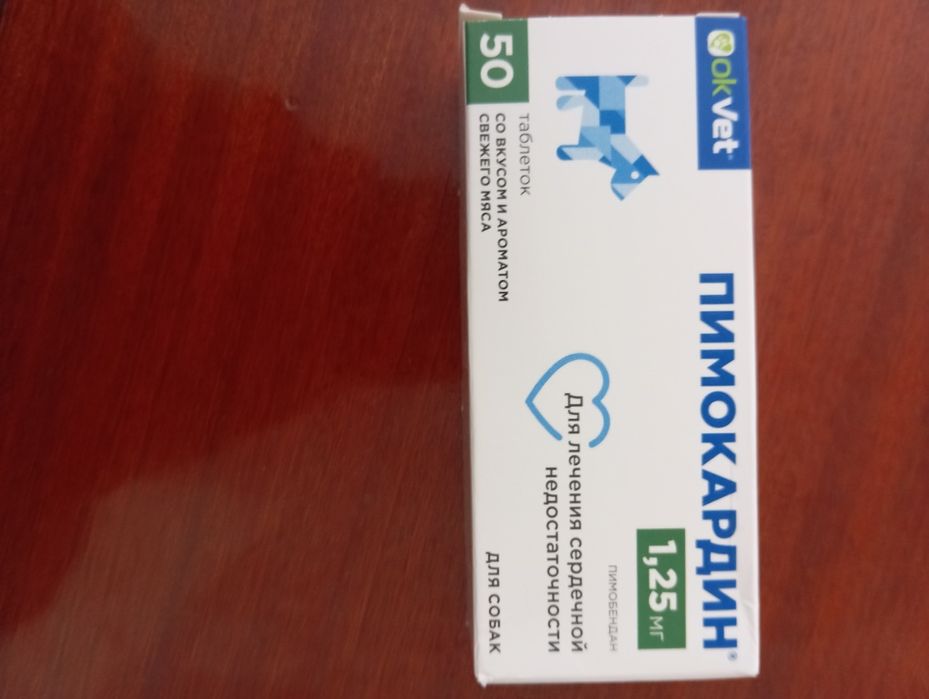 okvet®
ПИМОКАРДИН®
1,25 мг
ПИМОБЕНДАН
Для лечения сердечной
недостаточности
50
таблеток
СО ВКУСОМ И АРОМАТОМ
СВЕЖЕГО МЯСА
ДЛЯ СОБАК